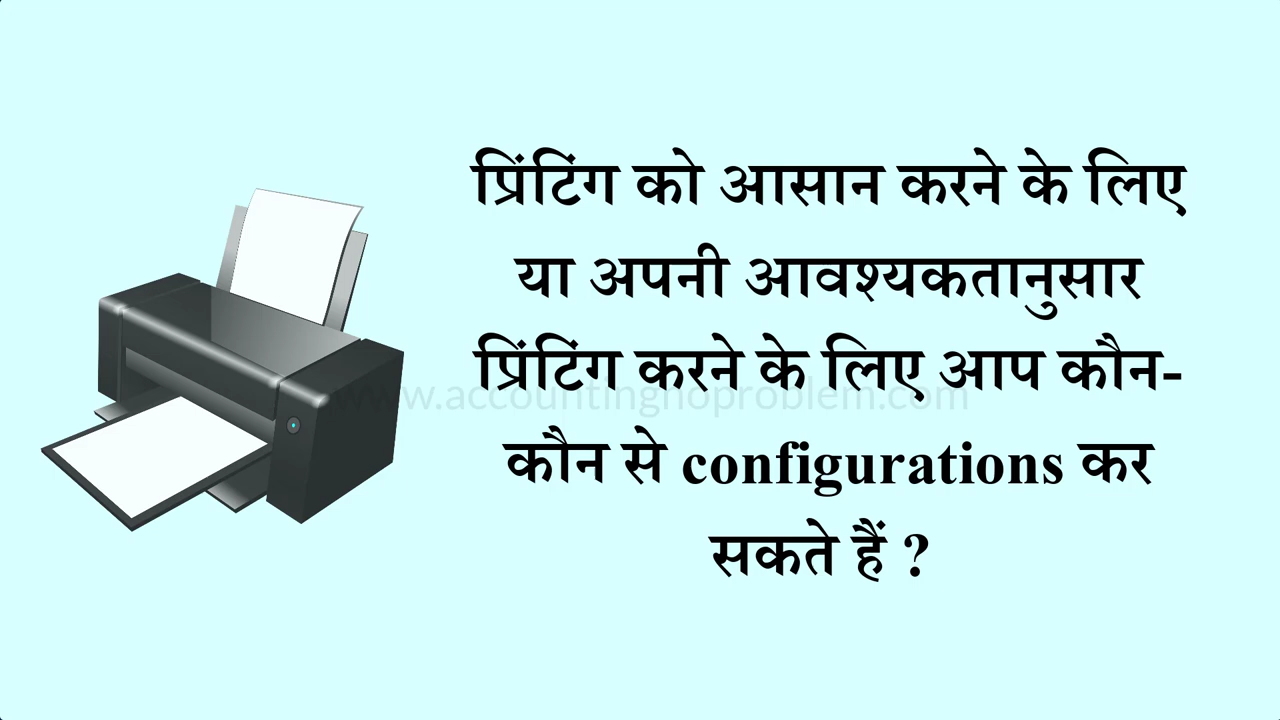 प्रिंटिंग को आसान करने के लिए
या अपनी आवश्यकतानुसार
प्रिंटिंग करने के लिए आप कौन-
www.accountingnoproblem.com
कौन से configurations कर
सकते हैं ?